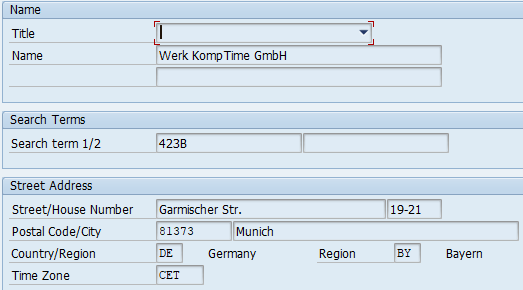 Name
Title
Name Werk KompTime GmbH
Search Terms
Search term 1/2 423B
Street Address
Street/House Number Garmischer Str. 19-21
Postal Code/City 81373 Munich
Country/Region DE Germany Region BY Bayern
Time Zone CET